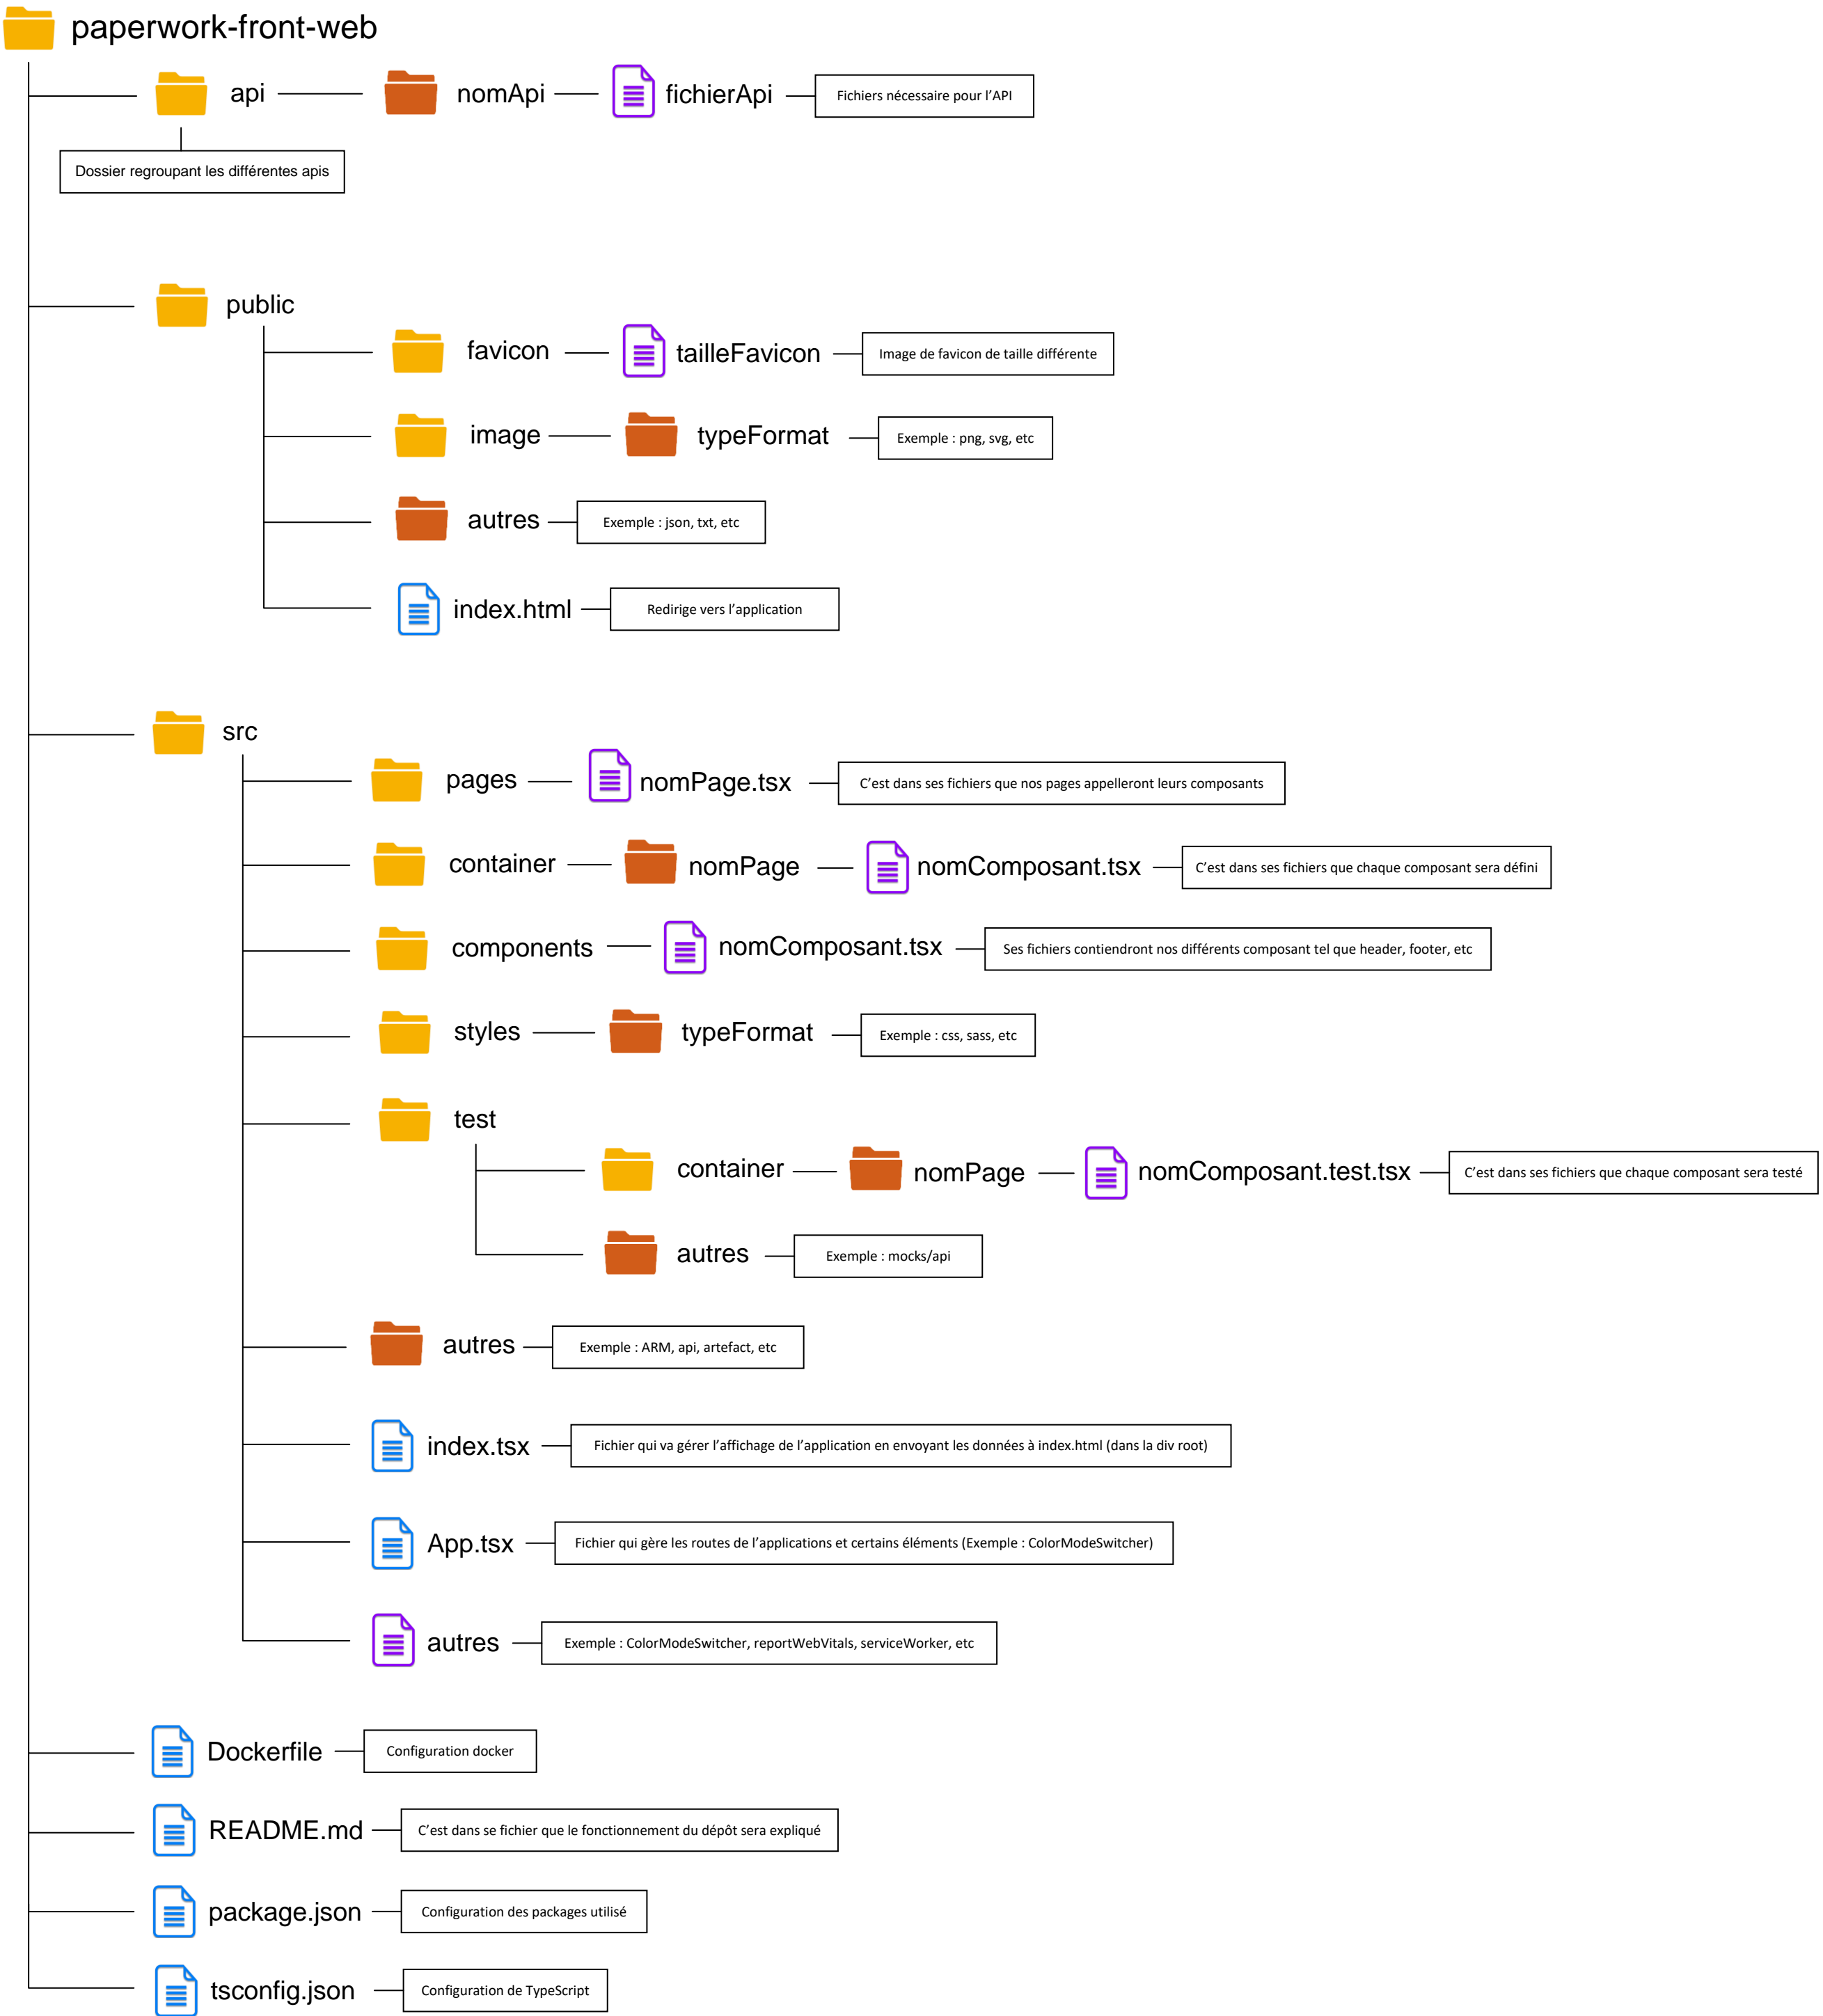 paperwork-front-web
api
nomApi
fichierApi
Fichiers nécessaire pour l’API
Dossier regroupant les différentes apis
public
favicon
tailleFavicon
Image de favicon de taille différente
image
typeFormat
Exemple : png, svg, etc
autres
Exemple : json, txt, etc
index.html
Redirige vers l’application
src
pages
nomPage.tsx
C’est dans ses fichiers que nos pages appelleront leurs composants
container
nomPage
nomComposant.tsx
C’est dans ses fichiers que chaque composant sera défini
components
nomComposant.tsx
Ses fichiers contiendront nos différents composant tel que header, footer, etc
styles
typeFormat
Exemple : css, sass, etc
test
container
nomPage
nomComposant.test.tsx
C’est dans ses fichiers que chaque composant sera testé
autres
Exemple : mocks/api
autres
Exemple : ARM, api, artefact, etc
index.tsx
Fichier qui va gérer l’affichage de l’application en envoyant les données à index.html (dans la div root)
App.tsx
Fichier qui gère les routes de l’applications et certains éléments (Exemple : ColorModeSwitcher)
autres
Exemple : ColorModeSwitcher, reportWebVitals, serviceWorker, etc
Dockerfile
Configuration docker
README.md
C’est dans se fichier que le fonctionnement du dépôt sera expliqué
package.json
Configuration des packages utilisé
tsconfig.json
Configuration de TypeScript